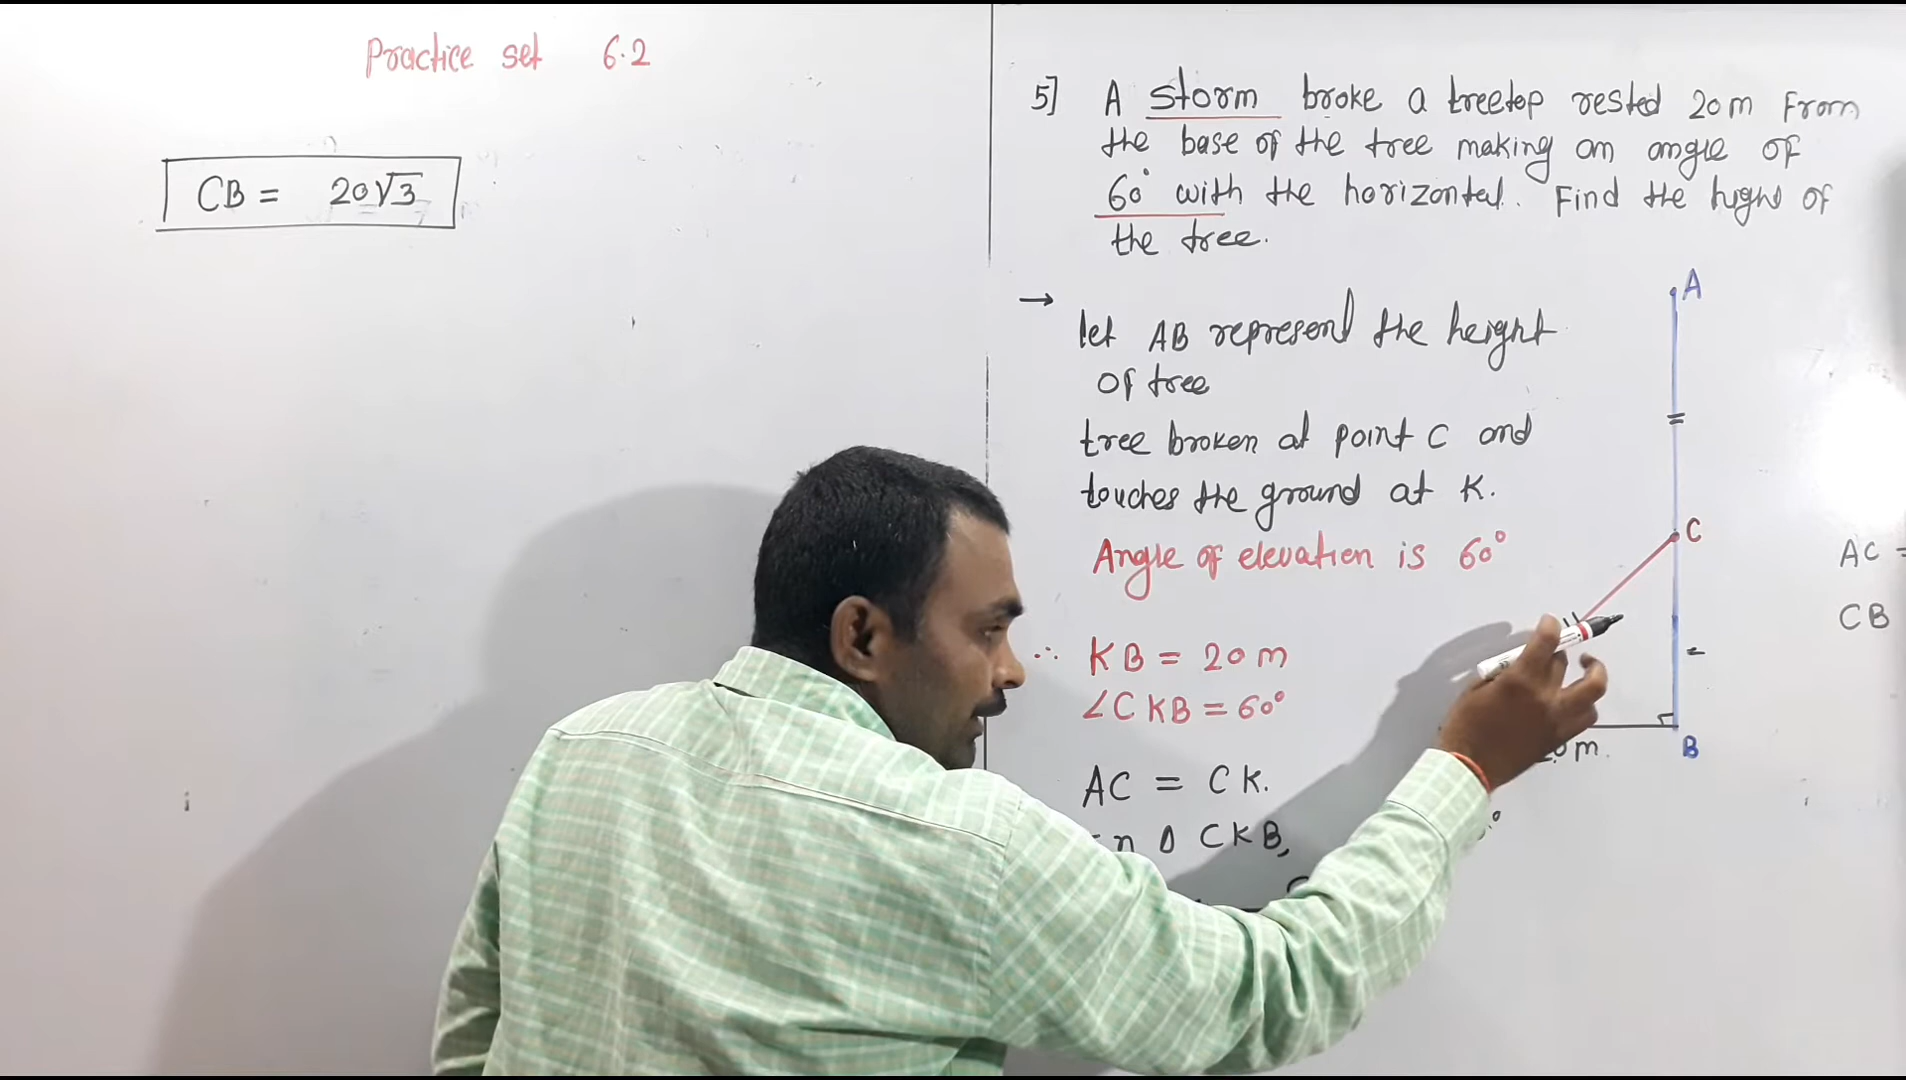 Practice set 6.2
CB = 20√3
5] A storm broke a treetop rested 20m From
the base of the tree making an angle of
60° with the horizontal. Find the hight of
the tree.
→
let AB represent the height
of tree
tree broken at point C and
touches the ground at K.
Angle of elevation is 60°
∴ KB = 20 m
∠CKB = 60°
AC = CK.
In Δ CKB,
A
C
B
m.
AC =
CB